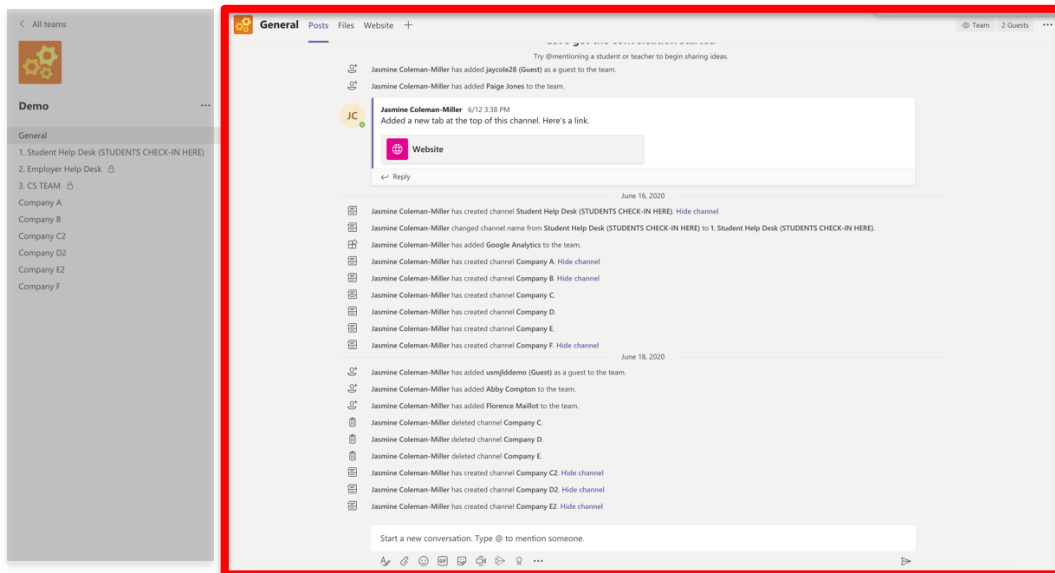 All teams
Demo
General
1. Student Help Desk (STUDENTS CHECK-IN HERE)
2. Employer Help Desk
3. CS TEAM
Company A
Company B
Company C2
Company D2
Company E2
Company F
General Posts Files Website
Team 2 Guests
Try @mentioning a student or teacher to begin sharing ideas.
Jasmine Coleman-Miller has added jaycole28 (Guest) as a guest to the team.
Jasmine Coleman-Miller has added Paige Jones to the team.
JC
Jasmine Coleman-Miller 6/12 3:38 PM
Added a new tab at the top of this channel. Here's a link.
Website
Reply
June 16, 2020
Jasmine Coleman-Miller has created channel Student Help Desk (STUDENTS CHECK-IN HERE). Hide channel
Jasmine Coleman-Miller changed channel name from Student Help Desk (STUDENTS CHECK-IN HERE) to 1. Student Help Desk (STUDENTS CHECK-IN HERE).
Jasmine Coleman-Miller has added Google Analytics to the team.
Jasmine Coleman-Miller has created channel Company A. Hide channel
Jasmine Coleman-Miller has created channel Company B. Hide channel
Jasmine Coleman-Miller has created channel Company C.
Jasmine Coleman-Miller has created channel Company D.
Jasmine Coleman-Miller has created channel Company E.
Jasmine Coleman-Miller has created channel Company F. Hide channel
June 18, 2020
Jasmine Coleman-Miller has added usmjlddemo (Guest) as a guest to the team.
Jasmine Coleman-Miller has added Abby Compton to the team.
Jasmine Coleman-Miller has added Florence Maillot to the team.
Jasmine Coleman-Miller deleted channel Company C.
Jasmine Coleman-Miller deleted channel Company D.
Jasmine Coleman-Miller deleted channel Company E.
Jasmine Coleman-Miller has created channel Company C2. Hide channel
Jasmine Coleman-Miller has created channel Company D2. Hide channel
Jasmine Coleman-Miller has created channel Company E2. Hide channel
Start a new conversation. Type @ to mention someone.
GIF